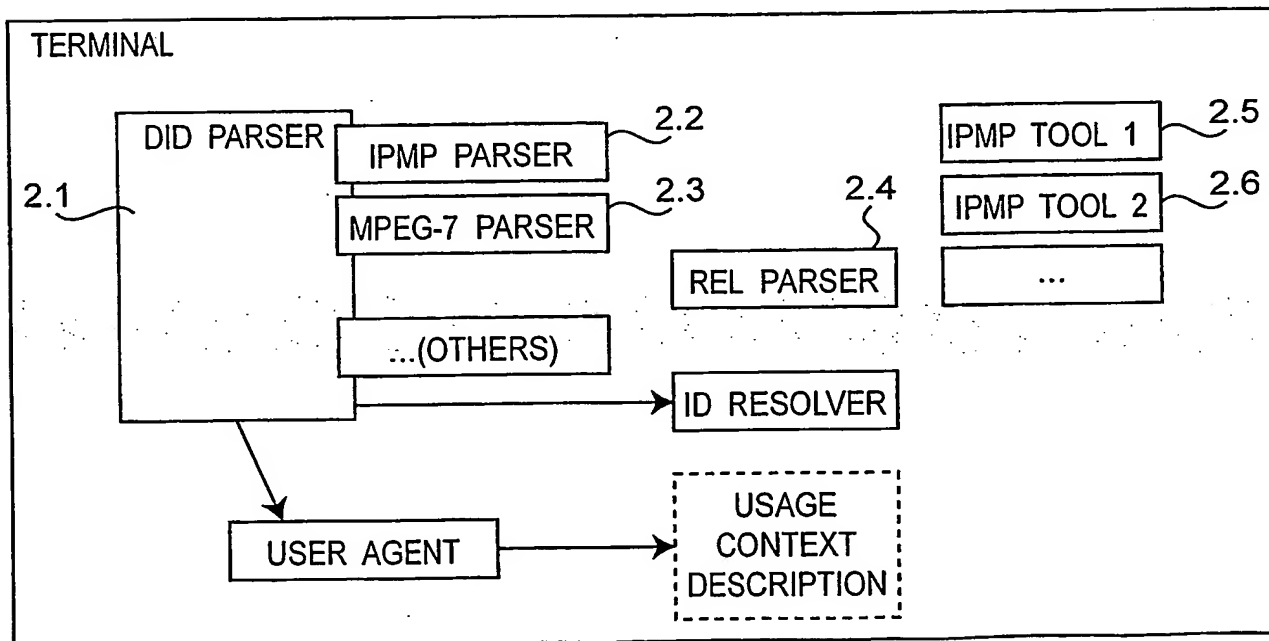 TERMINAL
DID PARSER
2.1
IPMP PARSER
2.2
MPEG-7 PARSER
2.3
...(OTHERS)
REL PARSER
2.4
ID RESOLVER
IPMP TOOL 1
2.5
IPMP TOOL 2
2.6
...
USER AGENT
USAGE
CONTEXT
DESCRIPTION